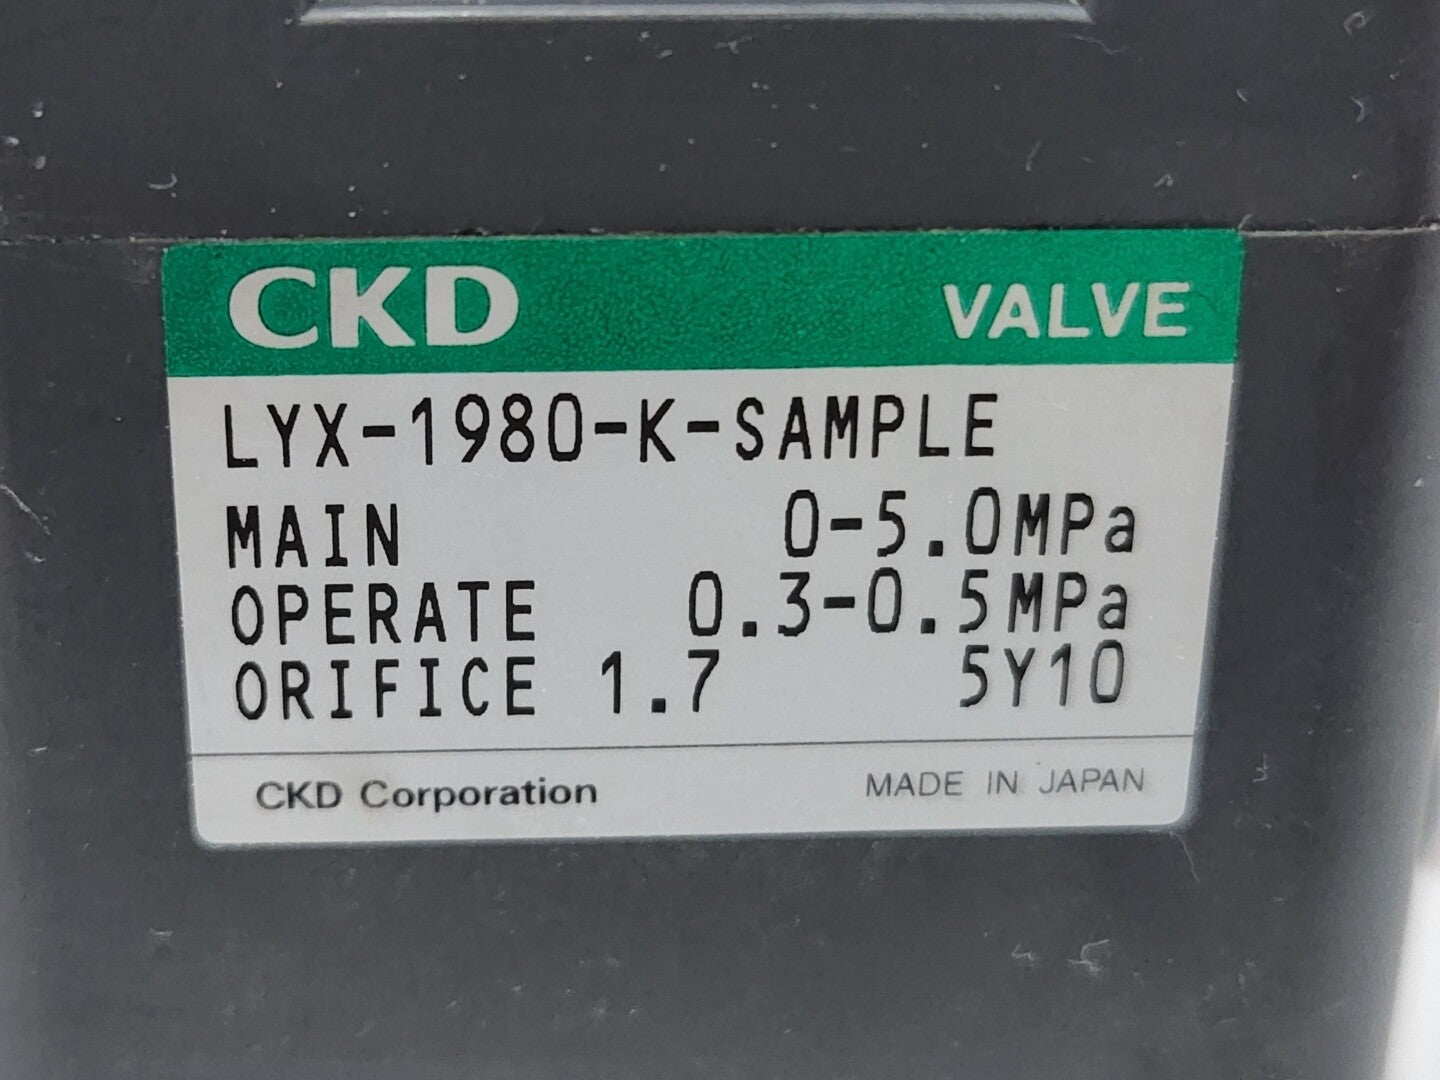 CKD VALVE
LYX-1980-K-SAMPLE
MAIN 0-5.0MPa
OPERATE 0.3-0.5MPa
ORIFICE 1.7 5Y10
CKD Corporation MADE IN JAPAN